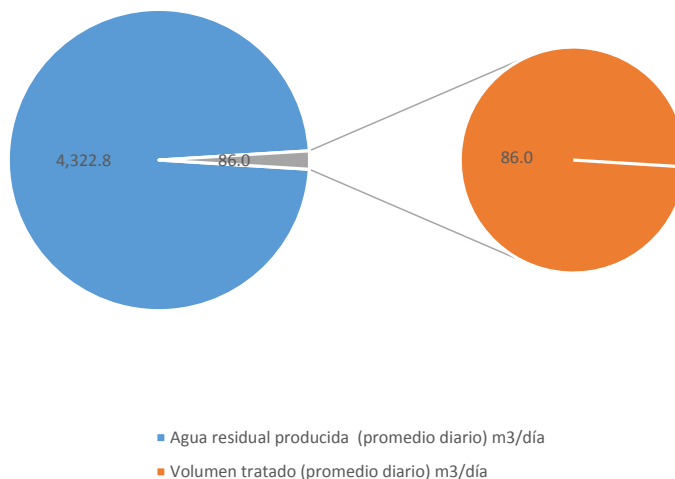 4,322.8
86.0
86.0
Agua residual producida (promedio diario) m3/día
Volumen tratado (promedio diario) m3/día